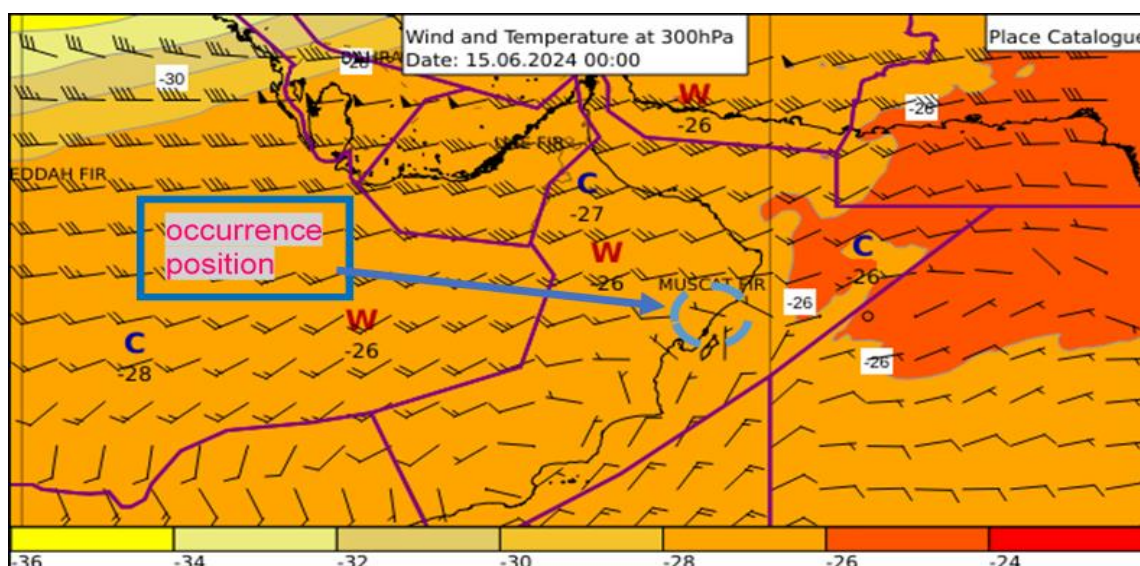 Wind and Temperature at 300hPa
Date: 15.06.2024 00:00
Place Catalogue
-28
-30
W
-26
-26
EDDAH FIR
C
-27
occurrence
position
W
-26
MUSCAT FIR
C
-26
-26
W
-26
C
-28
-26
-36
-34
-32
-30
-28
-26
-24